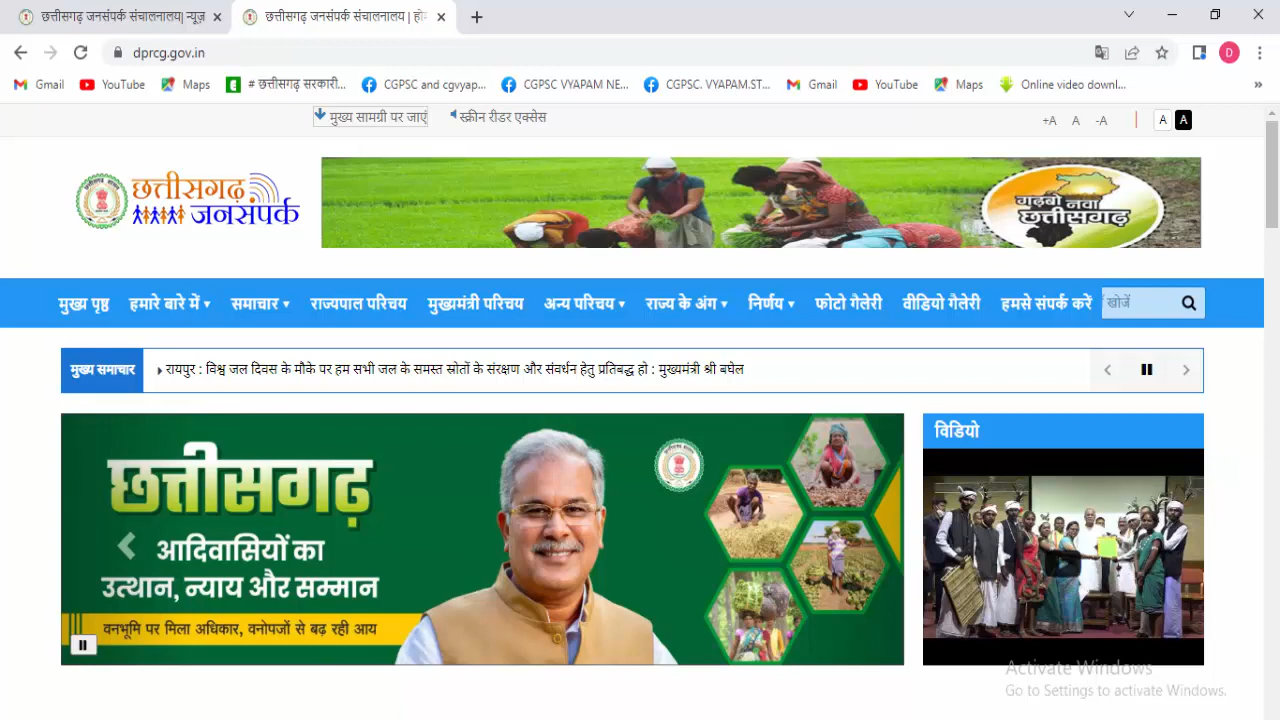 छत्तीसगढ़ जनसंपर्क संचालनालय| न्यूज़
छत्तीसगढ़ जनसंपर्क संचालनालय | हो
dprcg.gov.in
D
Gmail YouTube Maps # छत्तीसगढ़ सरकारी... CGPSC and cgvyap... CGPSC VYAPAM NE... CGPSC. VYAPAM.ST... Gmail YouTube Maps Online video downl... »
मुख्य सामग्री पर जाएं स्क्रीन रीडर एक्सेस +A A -A A A
छत्तीसगढ़
जनसंपर्क
गढ़बो नवा
छत्तीसगढ़
मुख्य पृष्ठ हमारे बारे में समाचार राज्यपाल परिचय मुख्यमंत्री परिचय अन्य परिचय राज्य के अंग निर्णय फोटो गैलेरी वीडियो गैलेरी हमसे संपर्क करें खोजें
मुख्य समाचार रायपुर : विश्व जल दिवस के मौके पर हम सभी जल के समस्त स्रोतों के संरक्षण और संवर्धन हेतु प्रतिबद्ध हो : मुख्यमंत्री श्री बघेल
छत्तीसगढ़
आदिवासियों का
उत्थान, न्याय और सम्मान
वनभूमि पर मिला अधिकार, वनोपजों से बढ़ रही आय
विडियो
Activate Windows
Go to Settings to activate Windows.